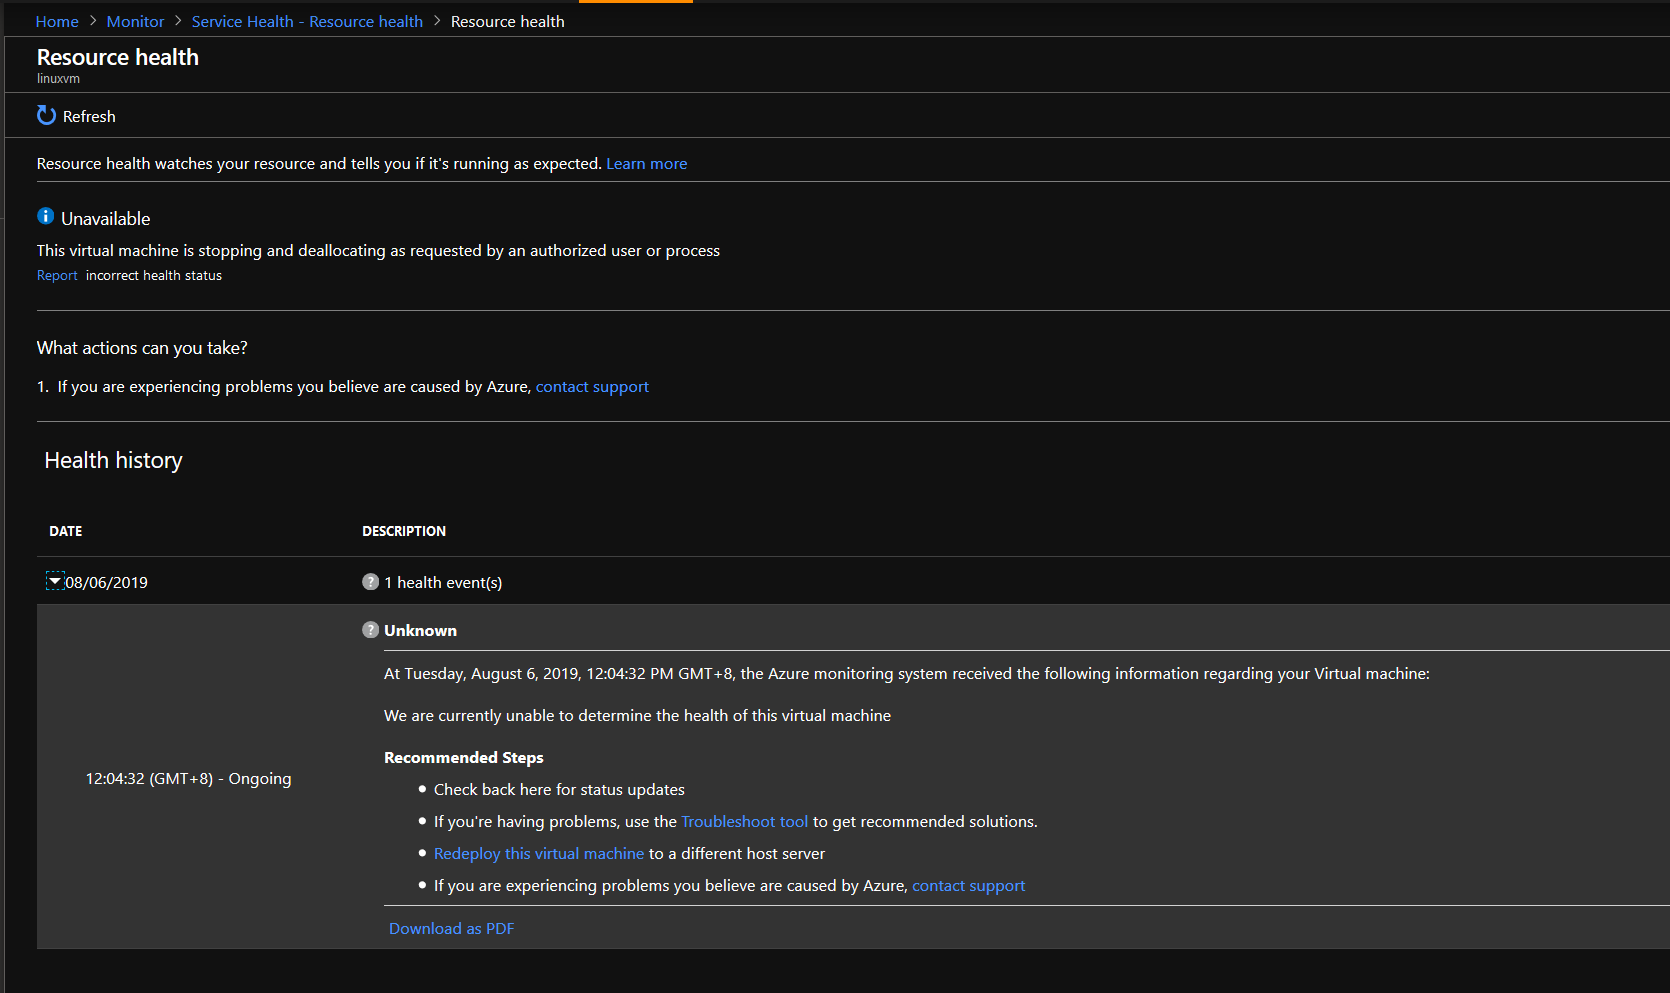 Home > Monitor > Service Health - Resource health > Resource health
Resource health
linuxvm
Refresh
Resource health watches your resource and tells you if it's running as expected. Learn more
Unavailable
This virtual machine is stopping and deallocating as requested by an authorized user or process
Report incorrect health status
What actions can you take?
1. If you are experiencing problems you believe are caused by Azure, contact support
Health history
DATE DESCRIPTION
08/06/2019 ? 1 health event(s)
? Unknown
At Tuesday, August 6, 2019, 12:04:32 PM GMT+8, the Azure monitoring system received the following information regarding your Virtual machine:
We are currently unable to determine the health of this virtual machine
Recommended Steps
12:04:32 (GMT+8) - Ongoing
• Check back here for status updates
• If you're having problems, use the Troubleshoot tool to get recommended solutions.
• Redeploy this virtual machine to a different host server
• If you are experiencing problems you believe are caused by Azure, contact support
Download as PDF